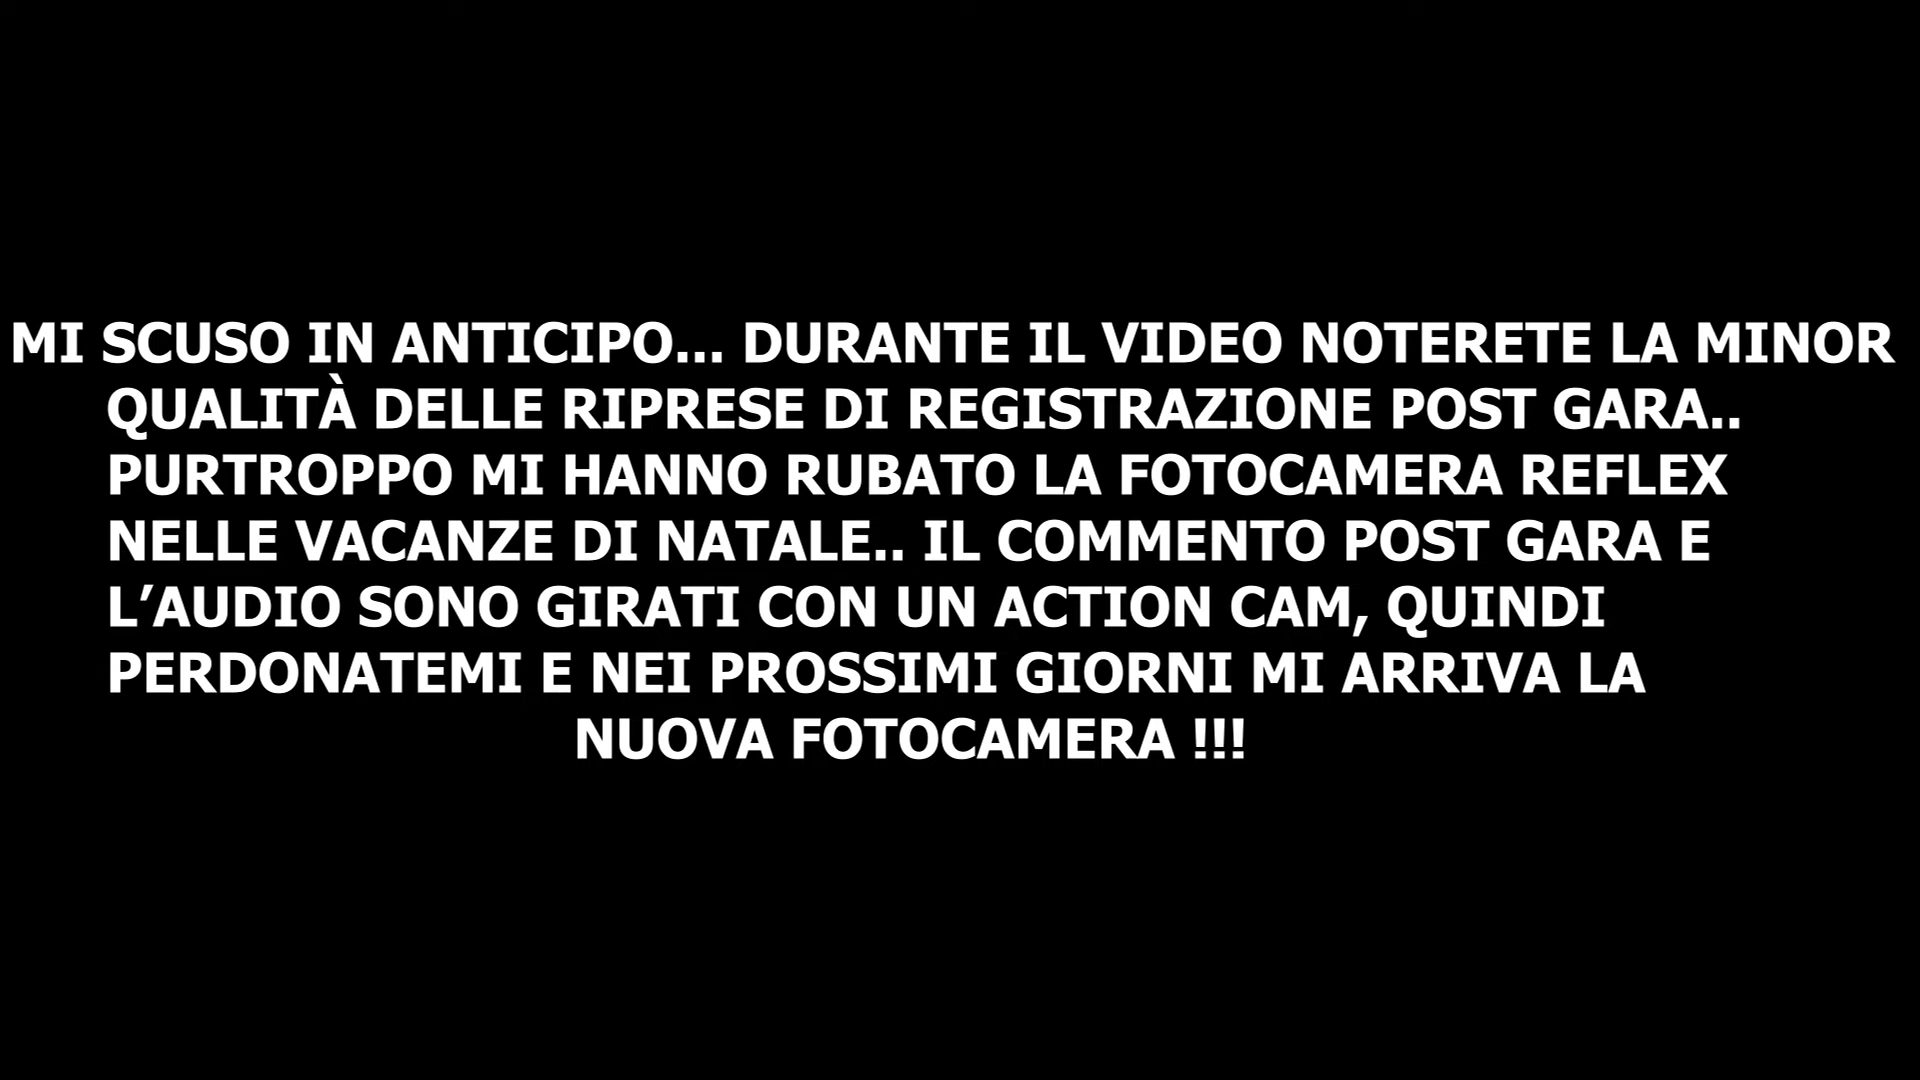 MI SCUSO IN ANTICIPO... DURANTE IL VIDEO NOTERETE LA MINOR
QUALITÀ DELLE RIPRESE DI REGISTRAZIONE POST GARA..
PURTROPPO MI HANNO RUBATO LA FOTOCAMERA REFLEX
NELLE VACANZE DI NATALE.. IL COMMENTO POST GARA E
L’AUDIO SONO GIRATI CON UN ACTION CAM, QUINDI
PERDONATEMI E NEI PROSSIMI GIORNI MI ARRIVA LA
NUOVA FOTOCAMERA !!!